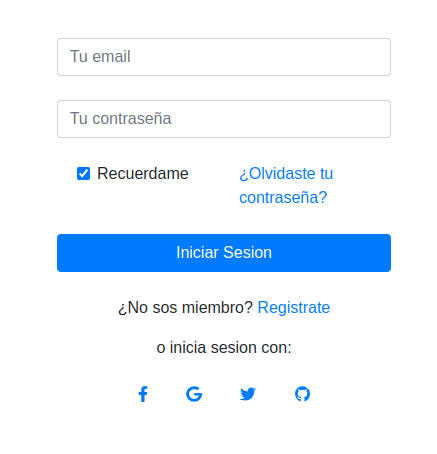 Tu email
Tu contraseña
Recuerdame
¿Olvidaste tu
contraseña?
Iniciar Sesion
¿No sos miembro? Registrate
o inicia sesion con: